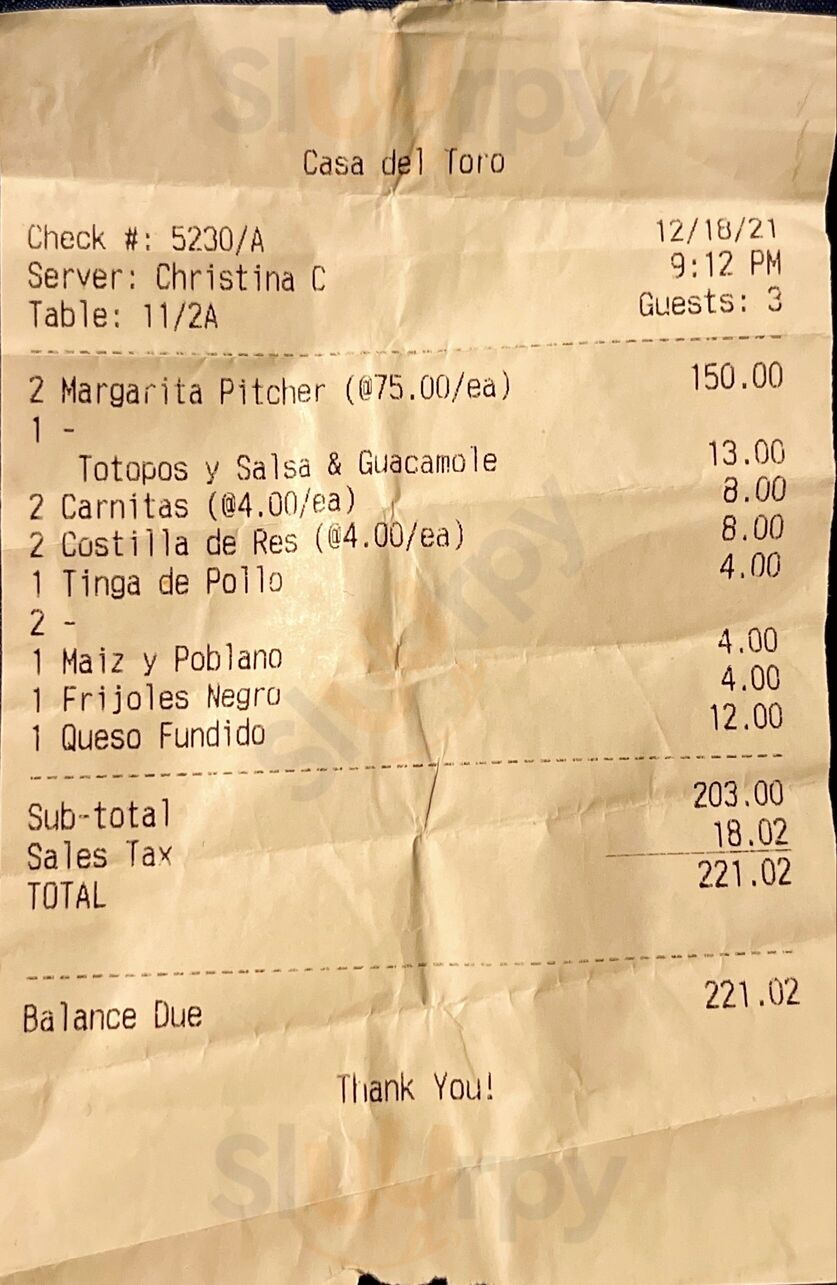 Slurrpy
Casa del Toro
Check #: 5230/A 12/18/21
Server: Christina C 9:12 PM
Table: 11/2A Guests: 3
2 Margarita Pitcher (@75.00/ea) 150.00
1 -
Totopos y Salsa & Guacamole 13.00
2 Carnitas (@4.00/ea) 8.00
2 Costilla de Res (@4.00/ea) 8.00
1 Tinga de Pollo 4.00
2 -
1 Maiz y Poblano 4.00
1 Frijoles Negro 4.00
1 Queso Fundido 12.00
Slurrpy
Sub-total 203.00
Sales Tax 18.02
TOTAL 221.02
Balance Due 221.02
Thank You!
Slurrpy